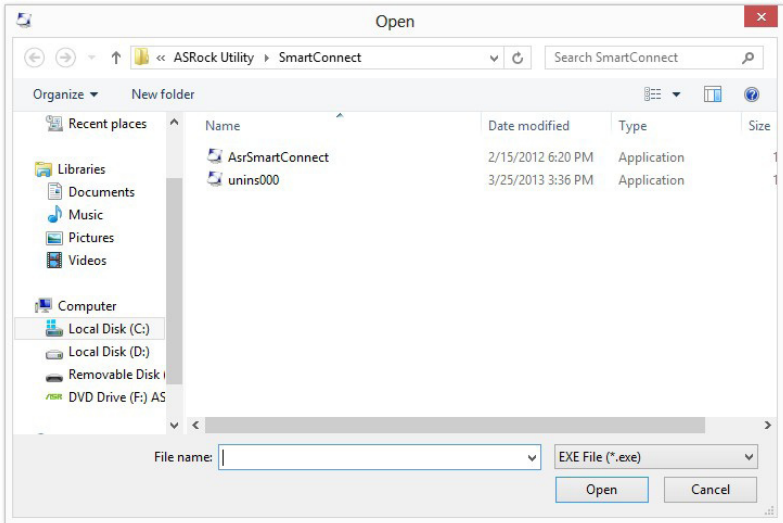 Open
« ASRock Utility SmartConnect
Search SmartConnect
Organize New folder
Recent places
Libraries
Documents
Music
Pictures
Videos
Computer
Local Disk (C:)
Local Disk (D:)
Removable Disk (
DVD Drive (F:) AS
Name Date modified Type Size
AsrSmartConnect 2/15/2012 6:20 PM Application 1
unins000 3/25/2013 3:36 PM Application 1
File name: EXE File (*.exe)
Open Cancel